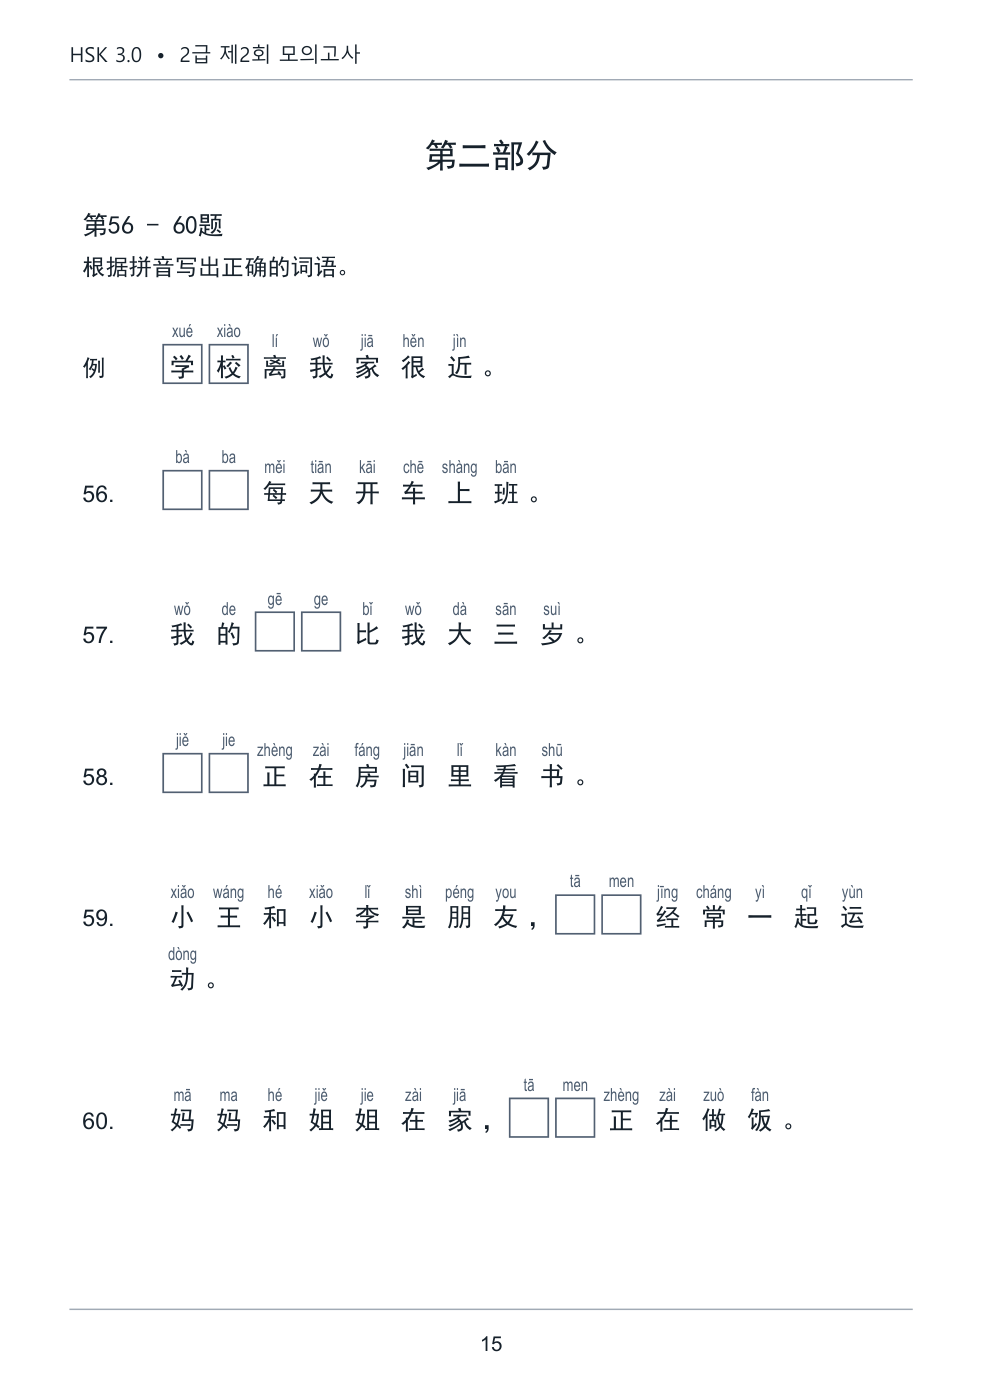 HSK 3.0 • 2급 제2회 모의고사
第二部分
第56 － 60题
根据拼音写出正确的词语。
xué xiào lí wǒ jiā hěn jìn
例 学 校 离 我 家 很 近 。
bà ba měi tiān kāi chē shàng bān
56. 每 天 开 车 上 班 。
wǒ de gē ge bǐ wǒ dà sān suì
57. 我 的 比 我 大 三 岁 。
jiě jie zhèng zài fáng jiān lǐ kàn shū
58. 正 在 房 间 里 看 书 。
xiǎo wáng hé xiǎo lǐ shì péng you tā men jīng cháng yì qǐ yùn
59. 小 王 和 小 李 是 朋 友 ， 经 常 一 起 运
dòng
动 。
mā ma hé jiě jie zài jiā tā men zhèng zài zuò fàn
60. 妈 妈 和 姐 姐 在 家 ， 正 在 做 饭 。
15